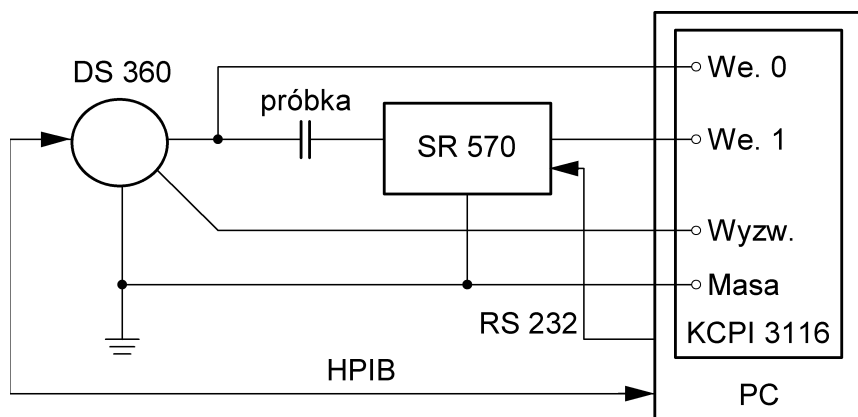 DS 360
próbka
SR 570
We. 0
We. 1
Wyzw.
Masa
KCPI 3116
RS 232
HPIB
PC